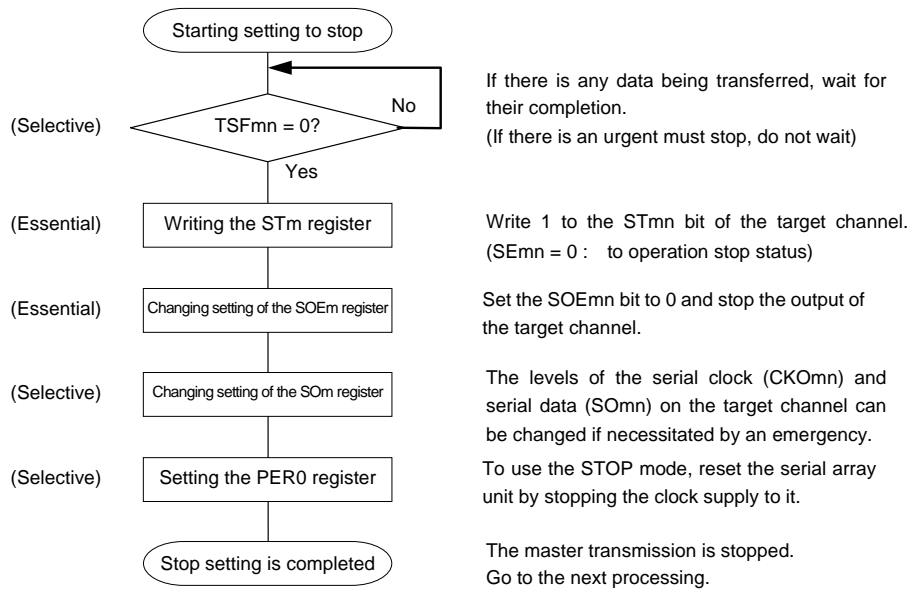 Starting setting to stop
No
If there is any data being transferred, wait for
their completion.
(If there is an urgent must stop, do not wait)
(Selective)
TSFmn = 0?
Yes
(Essential)
Writing the STm register
Write 1 to the STmn bit of the target channel.
(SEmn = 0 : to operation stop status)
(Essential)
Changing setting of the SOEm register
Set the SOEmn bit to 0 and stop the output of
the target channel.
(Selective)
Changing setting of the SOm register
The levels of the serial clock (CKOmn) and
serial data (SOmn) on the target channel can
be changed if necessitated by an emergency.
(Selective)
Setting the PER0 register
To use the STOP mode, reset the serial array
unit by stopping the clock supply to it.
Stop setting is completed
The master transmission is stopped.
Go to the next processing.